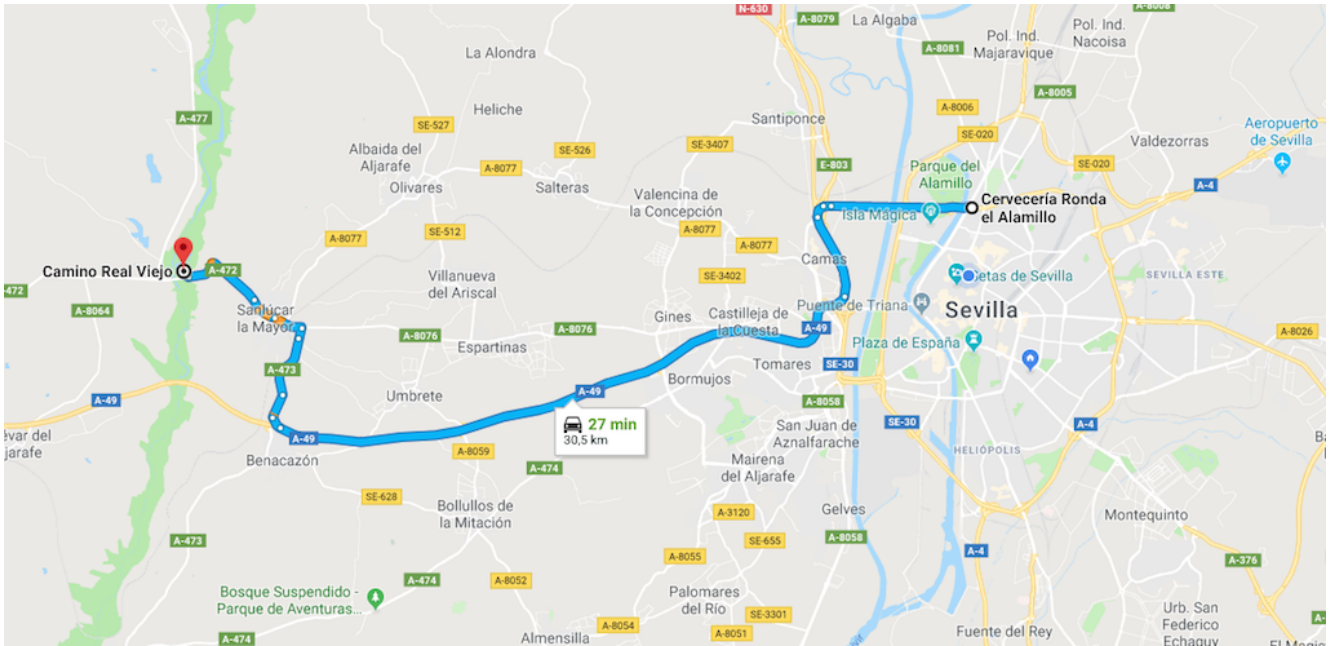 N-630
A-8079
La Algaba
A-8008
Pol. Ind.
Nacoisa
Pol. Ind.
Majaravique
A-8081
La Alondra
A-8005
A-8006
Heliche
A-477
SE-527
Santiponce
SE-020
Valdezorras
Aeropuerto
de Sevilla
Albaida del
Aljarafe
SE-526
SE-3407
E-803
Parque del
Alamillo
SE-020
A-8077
Olivares
Salteras
Valencina de
la Concepción
A-4
Cervecería Ronda
el Alamillo
Isla Mágica
A-8077
SE-512
A-8077
A-8077
Camas
Camino Real Viejo
A-472
Villanueva
del Ariscal
SE-3402
Setas de Sevilla
SEVILLA ESTE
A-472
A-8064
Sanlúcar
la Mayor
Gines
Castilleja de
la Cuesta
Puente de Triana
Sevilla
A-8076
A-8076
A-49
A-8026
Espartinas
Plaza de España
A-473
Tomares
SE-30
Bormujos
Umbrete
A-49
A-49
A-8058
27 min
30,5 km
SE-30
A-4
San Juan de
Aznalfarache
A-49
evar del
jarafe
Benacazón
A-8059
HELIÓPOLIS
A-474
Mairena
del Aljarafe
SE-628
Bollullos de
la Mitación
A-3120
Gelves
Montequinto
A-473
SE-655
A-8058
A-4
A-8055
A-376
A-474
A-8052
Bosque Suspendido -
Parque de Aventuras...
Palomares
del Río
SE-3301
Urb. San
Federico
Echaguy
A-8054
A-8051
Fuente del Rey
A-474
Almensilla